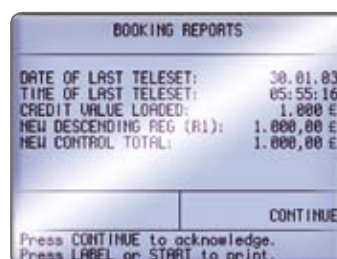 BOOKING REPORTS
DATE OF LAST TELESET: 30.01.03
TIME OF LAST TELESET: 05:55:16
CREDIT VALUE LOADED: 1.000 £
NEW DESCENDING REG (R1): 1.000,00 £
NEW CONTROL TOTAL: 1.000,00 £
CONTINUE
Press CONTINUE to acknowledge.
Press LABEL or START to print.